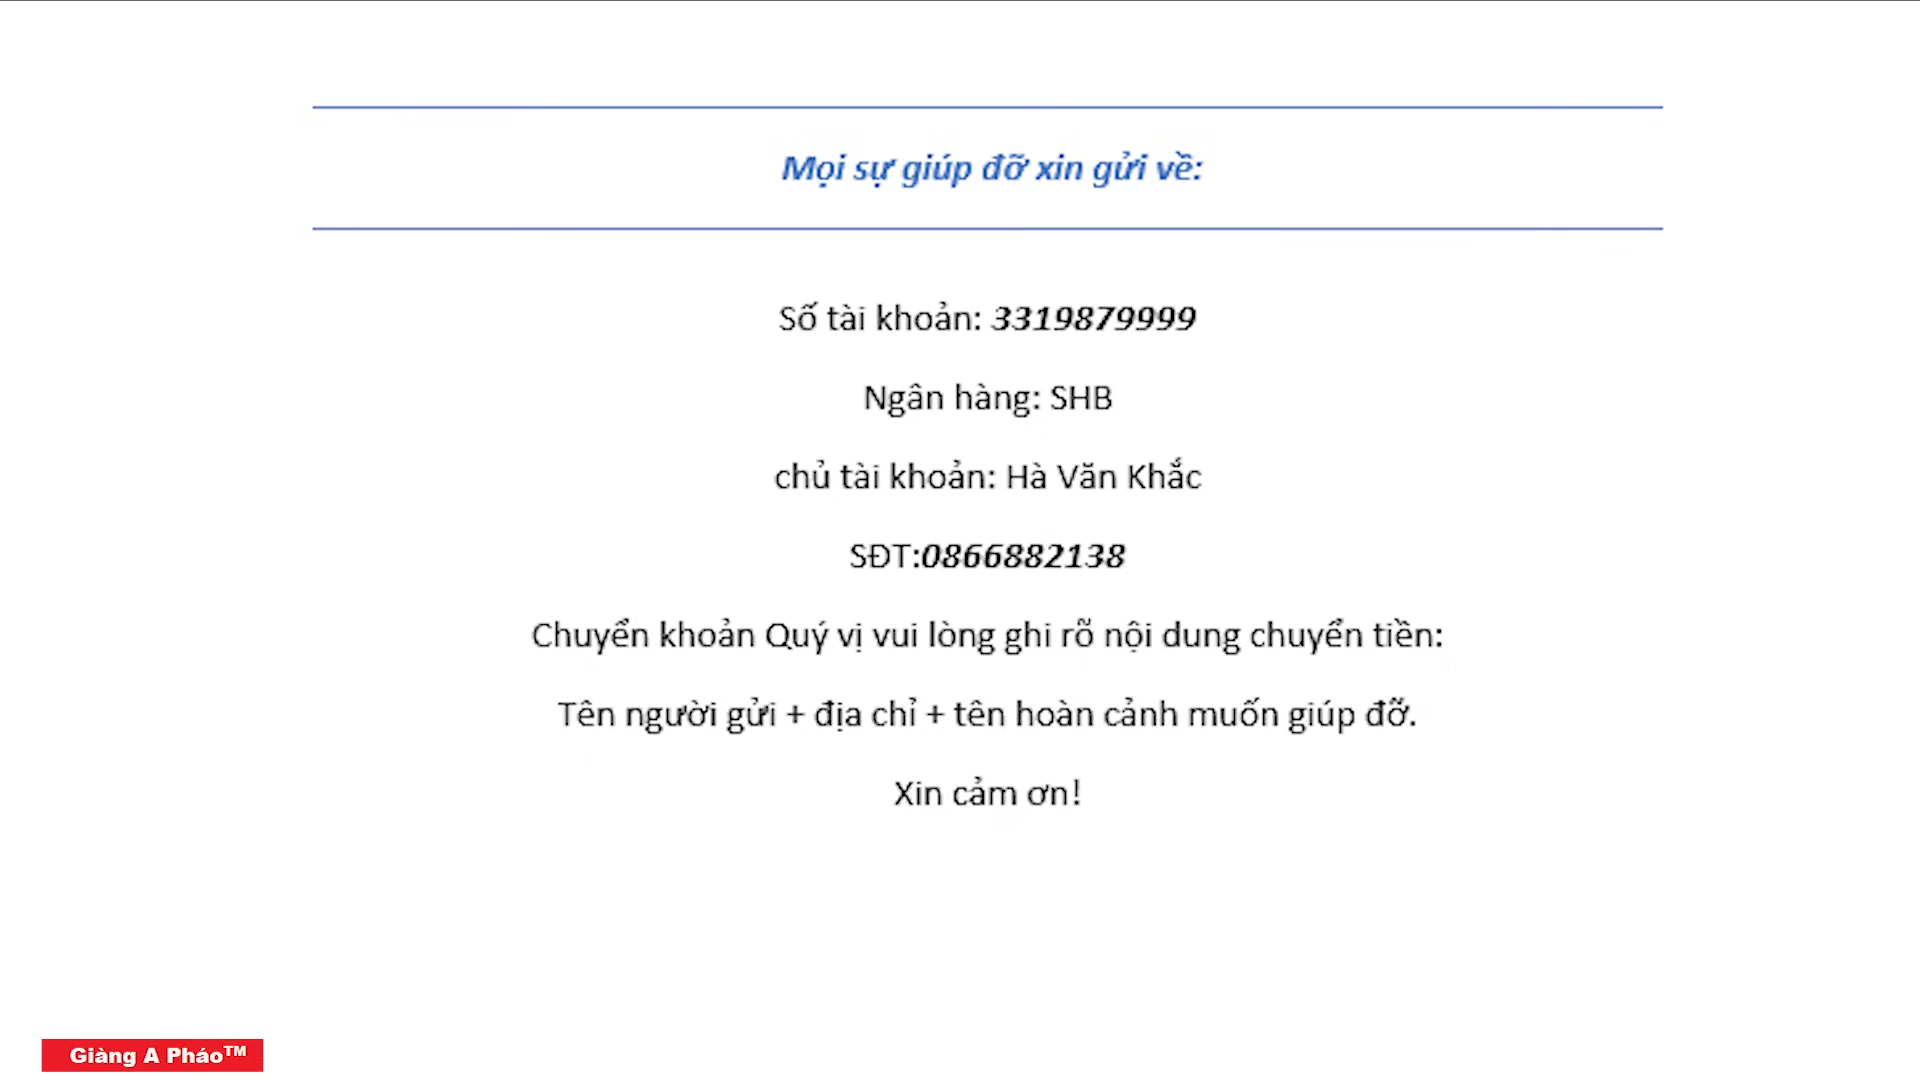 Mọi sự giúp đỡ xin gửi về:
Số tài khoản: 3319879999
Ngân hàng: SHB
chủ tài khoản: Hà Văn Khắc
SĐT:0866882138
Chuyển khoản Quý vị vui lòng ghi rõ nội dung chuyển tiền:
Tên người gửi + địa chỉ + tên hoàn cảnh muốn giúp đỡ.
Xin cảm ơn!
Giàng A Pháo™